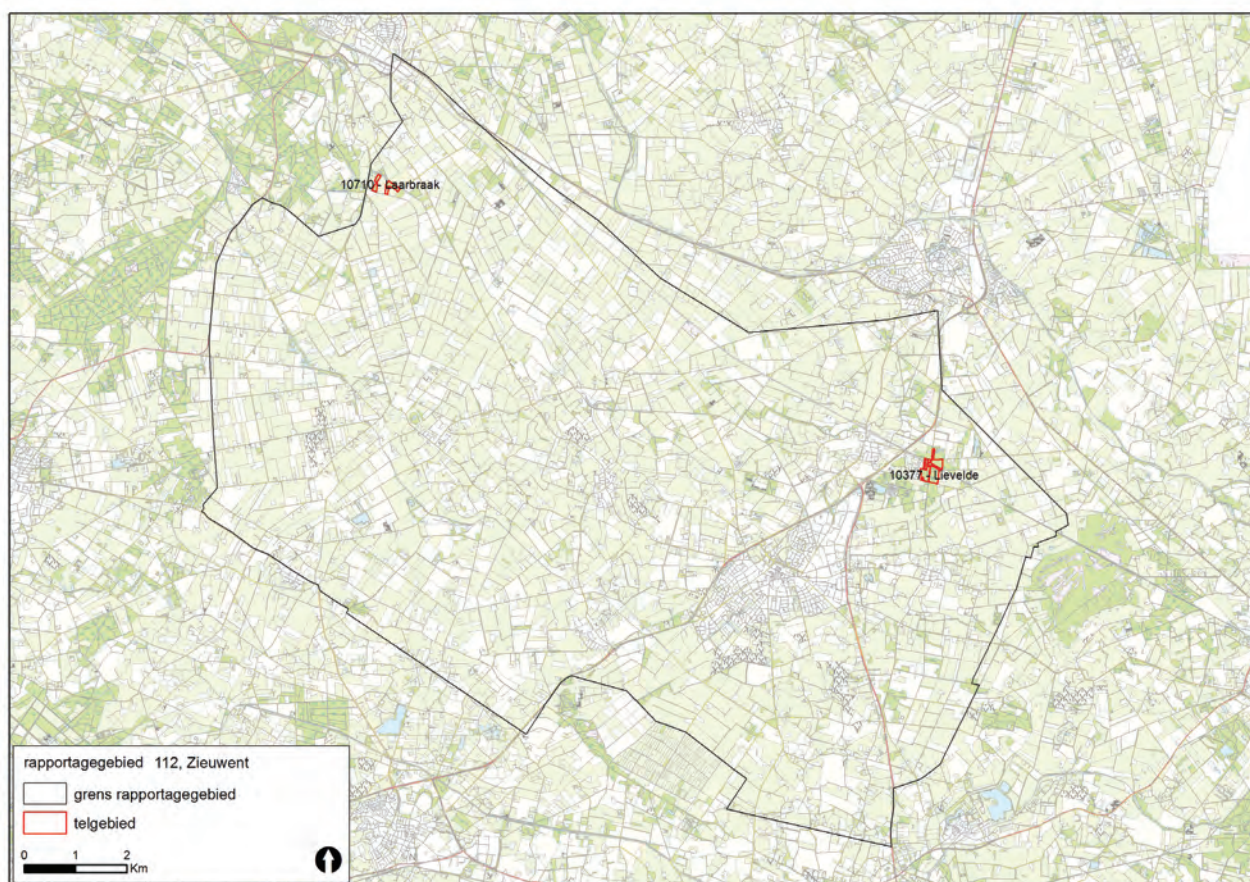 10710 - Laarbraak
10377 - Lievelde
rapportagegebied 112, Zieuwent
grens rapportagegebied
telgebied
0 1 2
Km